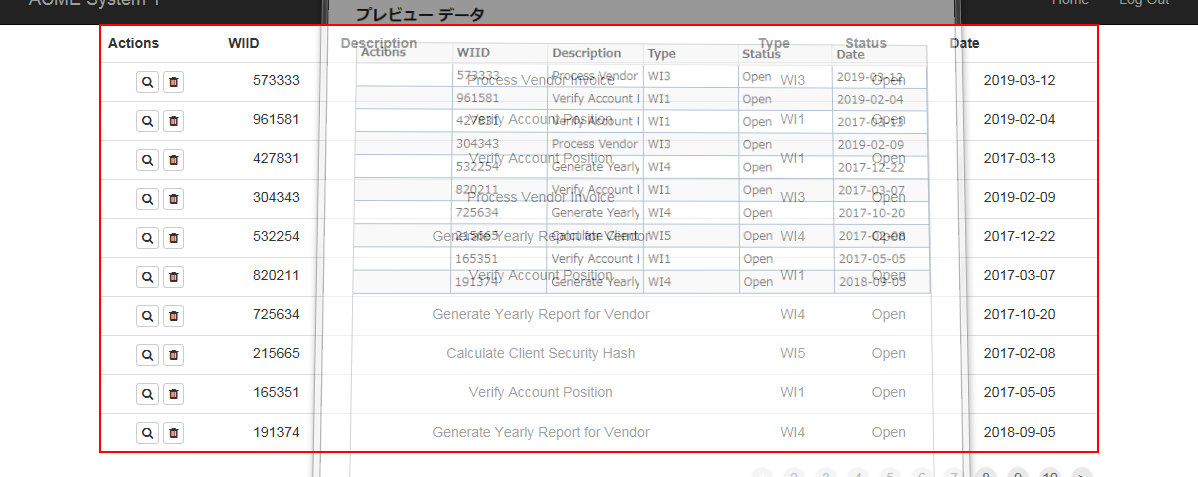 ACME System 1 Home Log Out
プレビュー データ
Actions WIID Description Type Status Date
573333 Process Vendor Invoice WI3 Open 2019-03-12
961581 Verify Account Position WI1 Open 2019-02-04
427831 Verify Account Position WI1 Open 2017-03-13
304343 Process Vendor Invoice WI3 Open 2019-02-09
532254 Generate Yearly Report for Vendor WI4 Open 2017-12-22
820211 Verify Account Position WI1 Open 2017-03-07
725634 Generate Yearly Report for Vendor WI4 Open 2017-10-20
215665 Calculate Client Security Hash WI5 Open 2017-02-08
165351 Verify Account Position WI1 Open 2017-05-05
191374 Generate Yearly Report for Vendor WI4 Open 2018-09-05
Actions WIID Description Type Status Date
573333 Process Vendor WI3 Open 2019-03-12
961581 Verify Account WI1 Open 2019-02-04
427831 Verify Account WI1 Open 2017-03-13
304343 Process Vendor WI3 Open 2019-02-09
532254 Generate Yearly WI4 Open 2017-12-22
820211 Verify Account WI1 Open 2017-03-07
725634 Generate Yearly WI4 Open 2017-10-20
215665 Calculate Client WI5 Open 2017-02-08
165351 Verify Account WI1 Open 2017-05-05
191374 Generate Yearly WI4 Open 2018-09-05
2 3 4 5 6 7 8 9 10 >